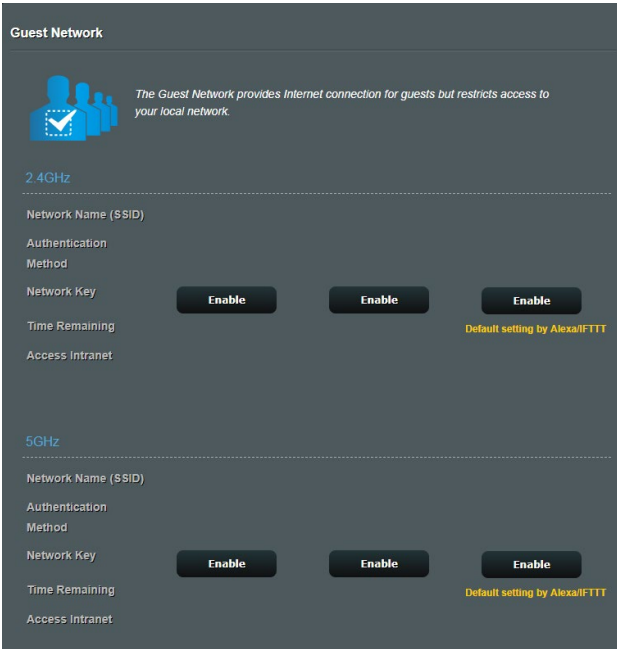 Guest Network
The Guest Network provides Internet connection for guests but restricts access to
your local network.
2.4GHz
Network Name (SSID)
Authentication
Method
Network Key
Enable Enable Enable
Time Remaining
Default setting by Alexa/IFTTT
Access Intranet
5GHz
Network Name (SSID)
Authentication
Method
Network Key
Enable Enable Enable
Time Remaining
Default setting by Alexa/IFTTT
Access Intranet